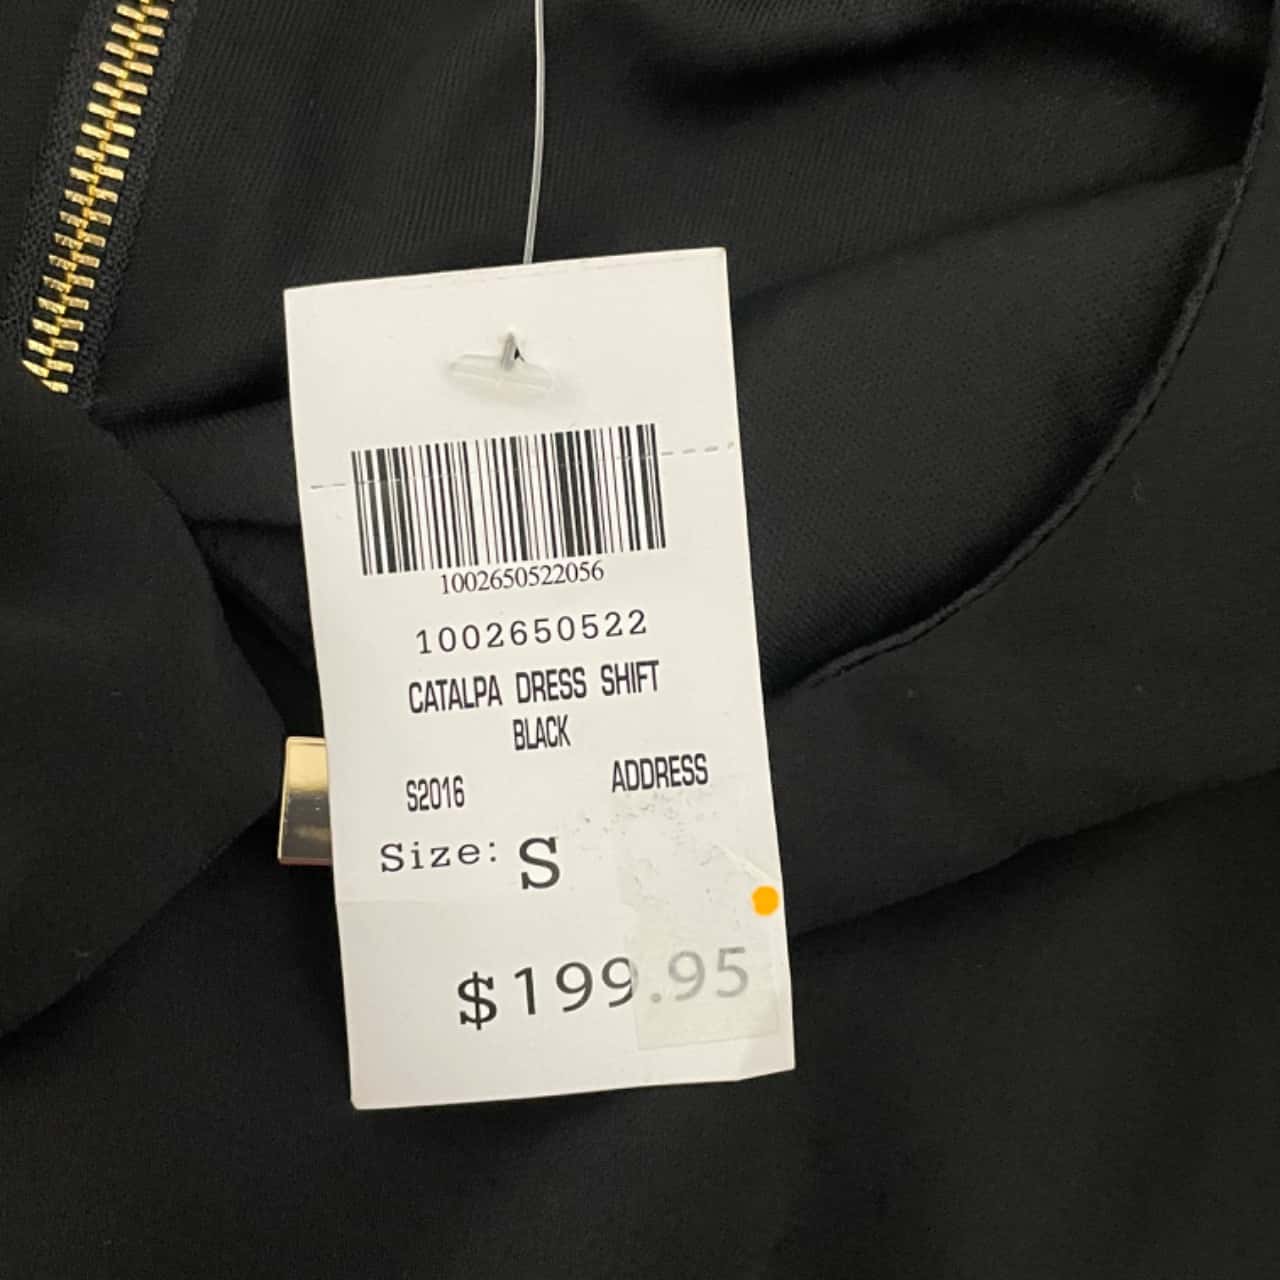 1002650522056
1002650522
CATALPA DRESS SHIFT
BLACK
S2016 ADDRESS
Size: S
$199.95